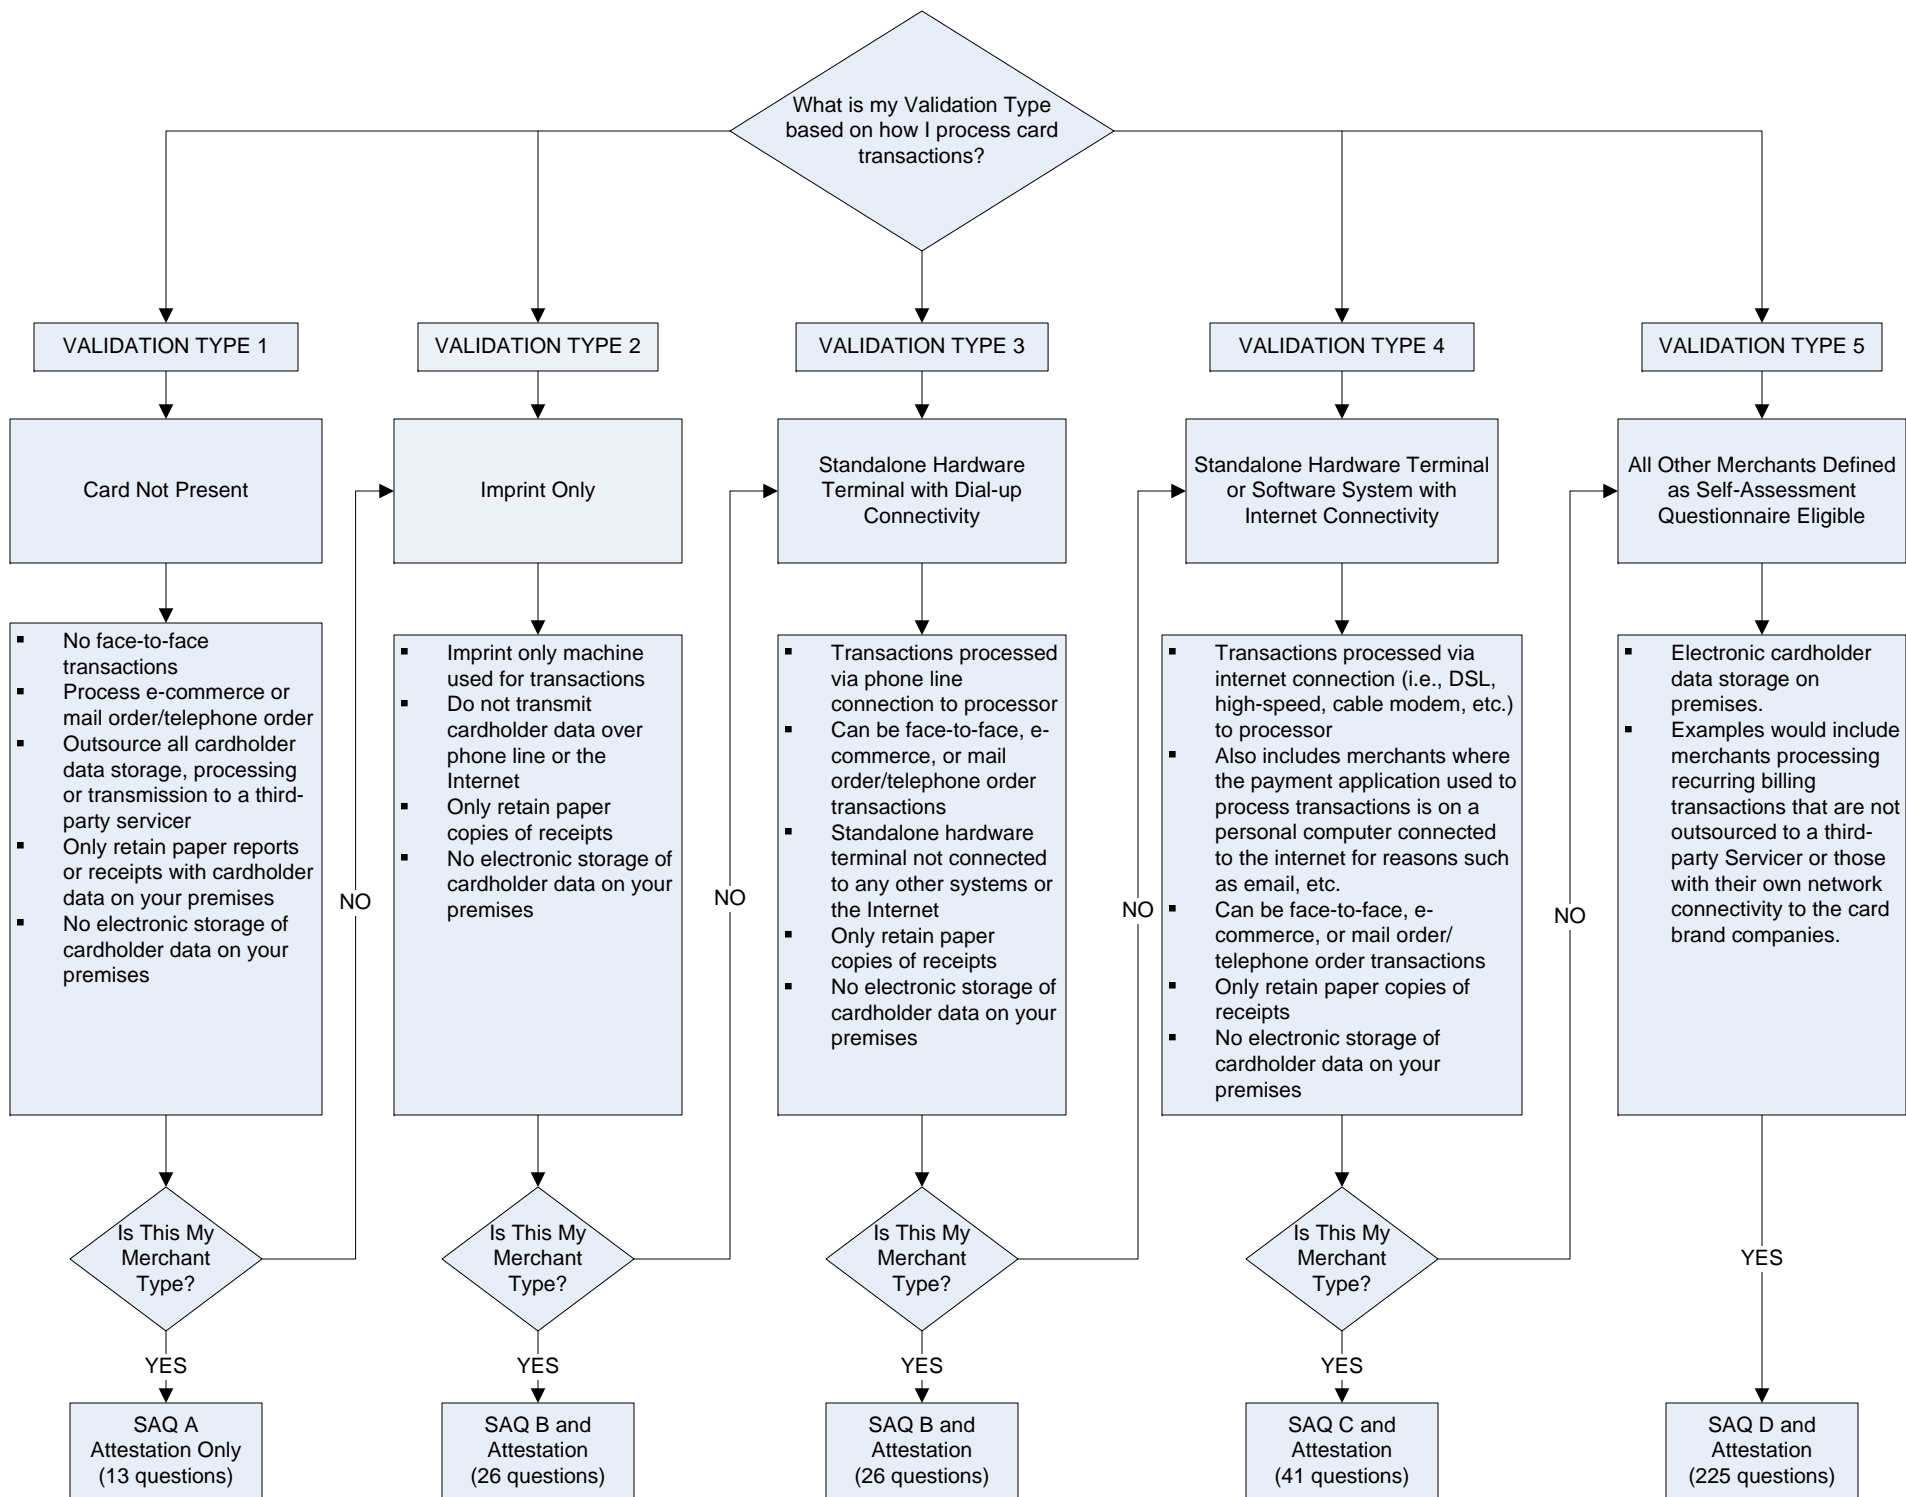 What is my Validation Type
based on how I process card
transactions?
VALIDATION TYPE 1
VALIDATION TYPE 2
VALIDATION TYPE 3
VALIDATION TYPE 4
VALIDATION TYPE 5
Card Not Present
Imprint Only
Standalone Hardware
Terminal with Dial-up
Connectivity
Standalone Hardware Terminal
or Software System with
Internet Connectivity
All Other Merchants Defined
as Self-Assessment
Questionnaire Eligible
▪ No face-to-face
transactions
▪ Process e-commerce or
mail order/telephone order
▪ Outsource all cardholder
data storage, processing
or transmission to a third-
party servicer
▪ Only retain paper reports
or receipts with cardholder
data on your premises
▪ No electronic storage of
cardholder data on your
premises
NO
▪ Imprint only machine
used for transactions
▪ Do not transmit
cardholder data over
phone line or the
Internet
▪ Only retain paper
copies of receipts
▪ No electronic storage of
cardholder data on your
premises
NO
▪ Transactions processed
via phone line
connection to processor
▪ Can be face-to-face, e-
commerce, or mail
order/telephone order
transactions
▪ Standalone hardware
terminal not connected
to any other systems or
the Internet
▪ Only retain paper
copies of receipts
▪ No electronic storage of
cardholder data on your
premises
NO
▪ Transactions processed via
internet connection (i.e., DSL,
high-speed, cable modem, etc.)
to processor
▪ Also includes merchants where
the payment application used to
process transactions is on a
personal computer connected
to the internet for reasons such
as email, etc.
▪ Can be face-to-face, e-
commerce, or mail order/
telephone order transactions
▪ Only retain paper copies of
receipts
▪ No electronic storage of
cardholder data on your
premises
NO
▪ Electronic cardholder
data storage on
premises.
▪ Examples would include
merchants processing
recurring billing
transactions that are not
outsourced to a third-
party Servicer or those
with their own network
connectivity to the card
brand companies.
Is This My
Merchant
Type?
Is This My
Merchant
Type?
Is This My
Merchant
Type?
Is This My
Merchant
Type?
YES
YES
YES
YES
YES
SAQ A
Attestation Only
(13 questions)
SAQ B and
Attestation
(26 questions)
SAQ B and
Attestation
(26 questions)
SAQ C and
Attestation
(41 questions)
SAQ D and
Attestation
(225 questions)